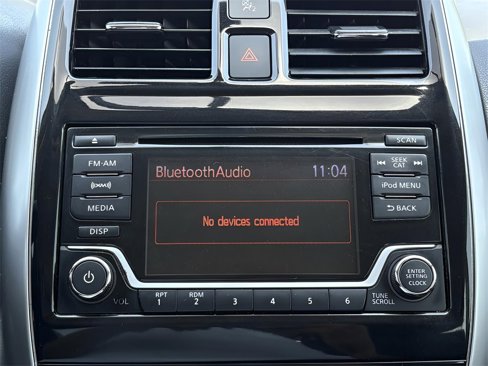 SCAN
FM·AM
SEEK
CAT
(XM)
iPod MENU
MEDIA
BACK
DISP
BluetoothAudio 11:04
No devices connected
VOL
RPT
1
RDM
2
3
4
5
6
TUNE
SCROLL
ENTER
SETTING
CLOCK